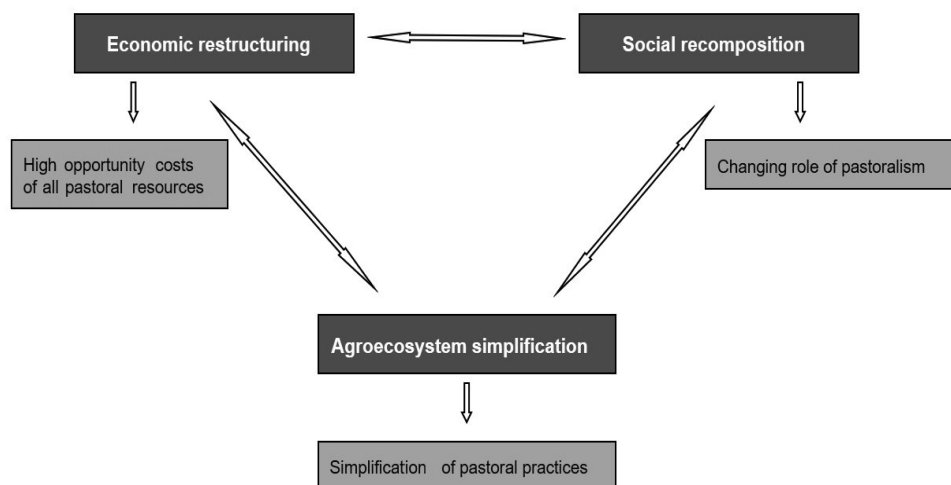 Economic restructuring
Social recomposition
High opportunity costs
of all pastoral resources
Changing role of pastoralism
Agroecosystem simplification
Simplification of pastoral practices